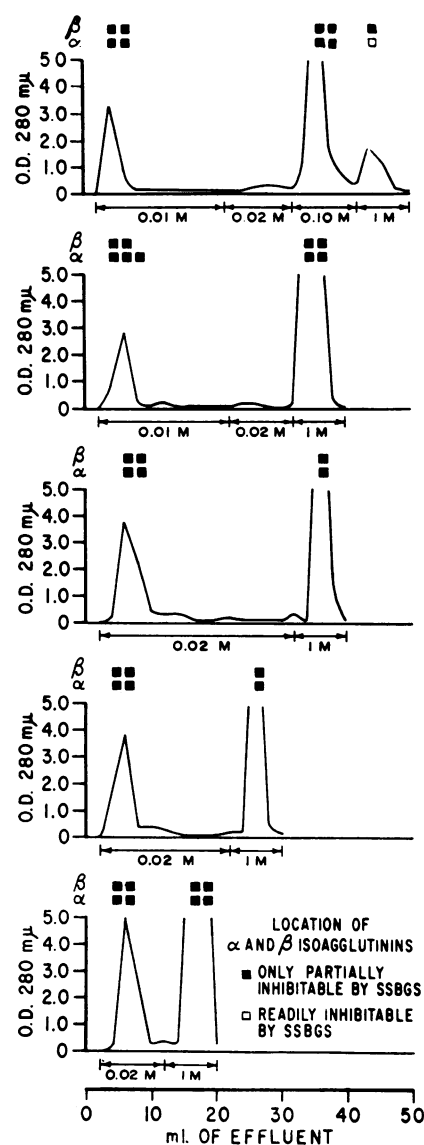 β
α
5 0
4.0
3.0
2.0
1.0
0
O.D. 280 mμ
0.01 M 0.02 M 0.10 M 1 M
β
α
5.0
4.0
3.0
2.0
1.0
0
O.D. 280 mμ
0.01 M 0.02 M 1 M
β
α
5.0
4.0
3.0
2.0
1.0
0
O.D. 280 mμ
0.02 M 1 M
β
α
5.0
4.0
3.0
2.0
1.0
0
O.D. 280 mμ
0.02 M 1 M
β
α
5.0
4.0
3.0
2.0
1.0
0
O.D. 280 mμ
0.02 M 1 M
LOCATION OF
α AND β ISOAGGLUTININS
ONLY PARTIALLY
INHIBITABLE BY SSBGS
READILY INHIBITABLE
BY SSBGS
0 10 20 30 40 50
ml. OF EFFLUENT